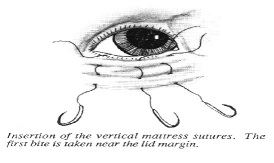 Insertion of the vertical mattress sutures. The
first bite is taken near the lid margin.